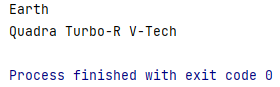 Earth
Quadra Turbo-R V-Tech
Process finished with exit code 0